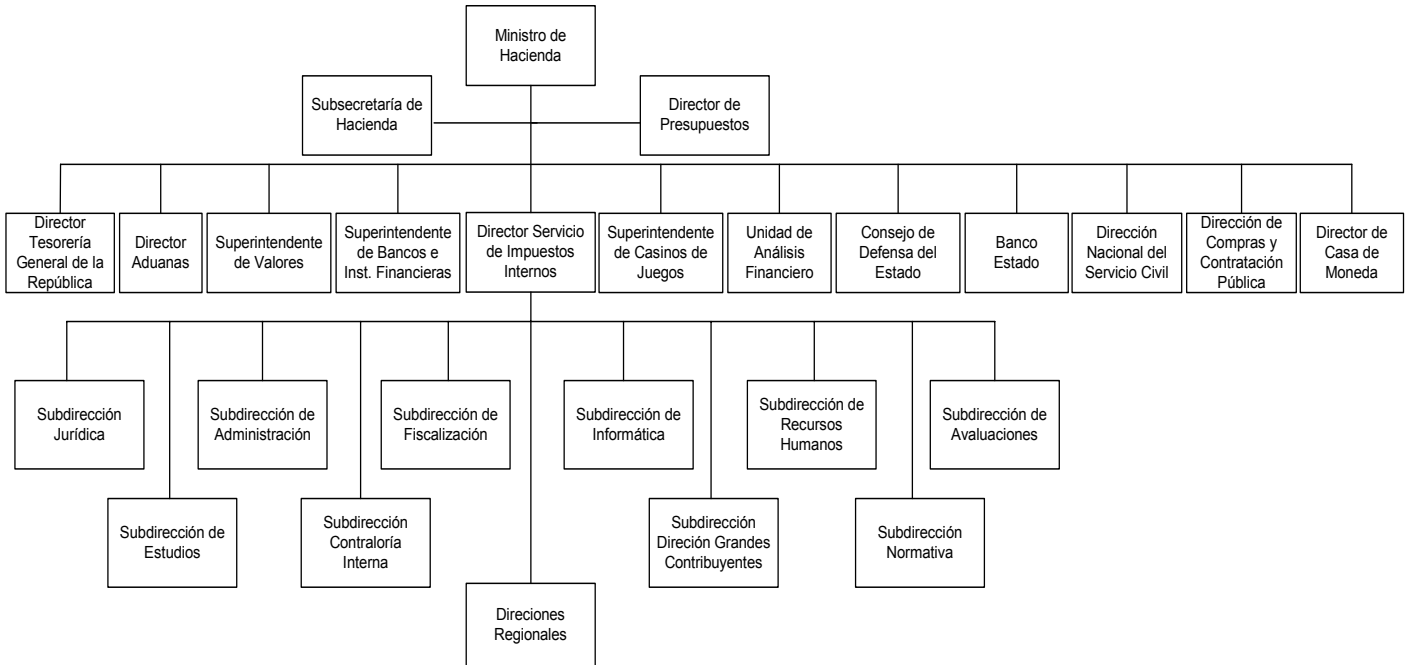 Ministro de
Hacienda
Subsecretaría de
Hacienda
Director de
Presupuestos
Director
Tesorería
General de la
República
Director
Aduanas
Superintendente
de Valores
Superintendente
de Bancos e
Inst. Financieras
Director Servicio
de Impuestos
Internos
Superintendente
de Casinos de
Juegos
Unidad de
Análisis
Financiero
Consejo de
Defensa del
Estado
Banco
Estado
Dirección
Nacional del
Servicio Civil
Dirección de
Compras y
Contratación
Pública
Director de
Casa de
Moneda
Subdirección
Jurídica
Subdirección de
Administración
Subdirección de
Fiscalización
Subdirección de
Informática
Subdirección de
Recursos
Humanos
Subdirección de
Avaluaciones
Subdirección de
Estudios
Subdirección
Contraloría
Interna
Subdirección
Direción Grandes
Contribuyentes
Subdirección
Normativa
Direciones
Regionales